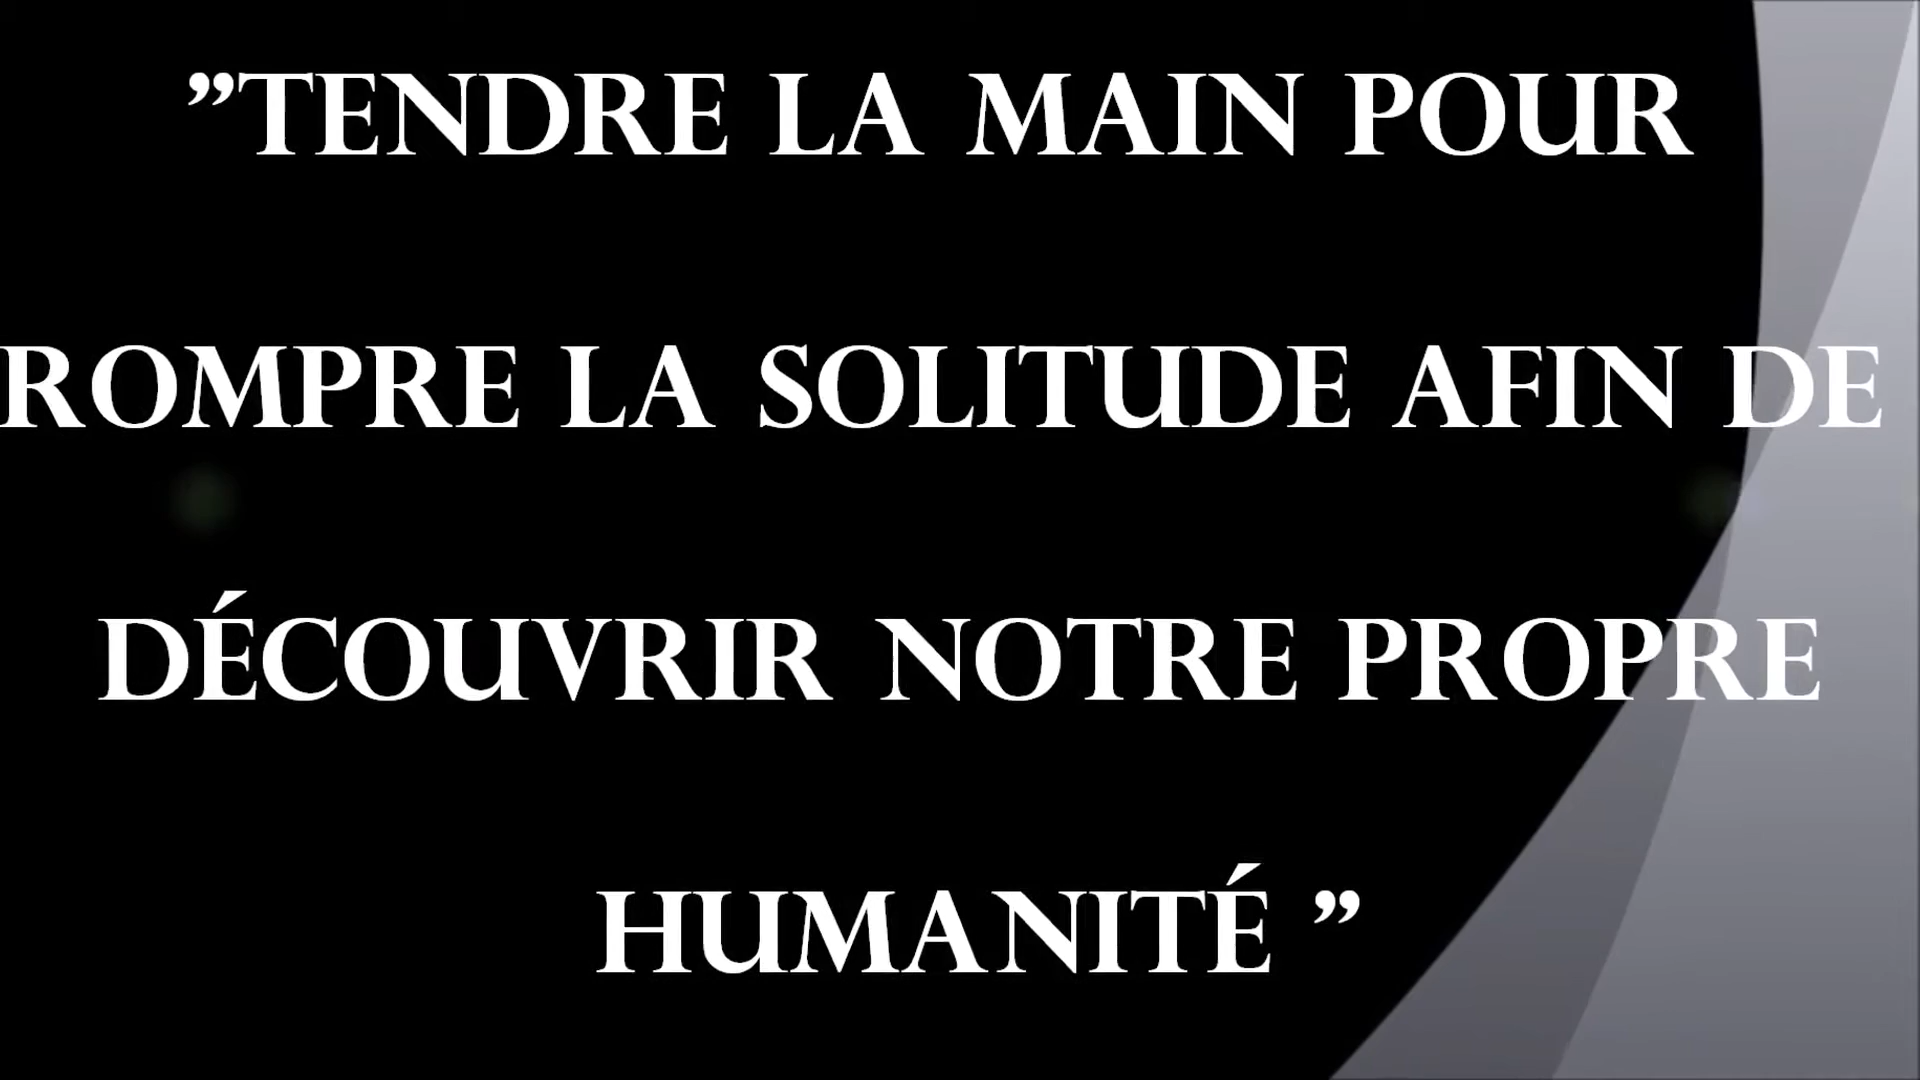 ”TENDRE LA MAIN POUR
ROMPRE LA SOLITUDE AFIN DE
DÉCOUVRIR NOTRE PROPRE
HUMANITÉ ”